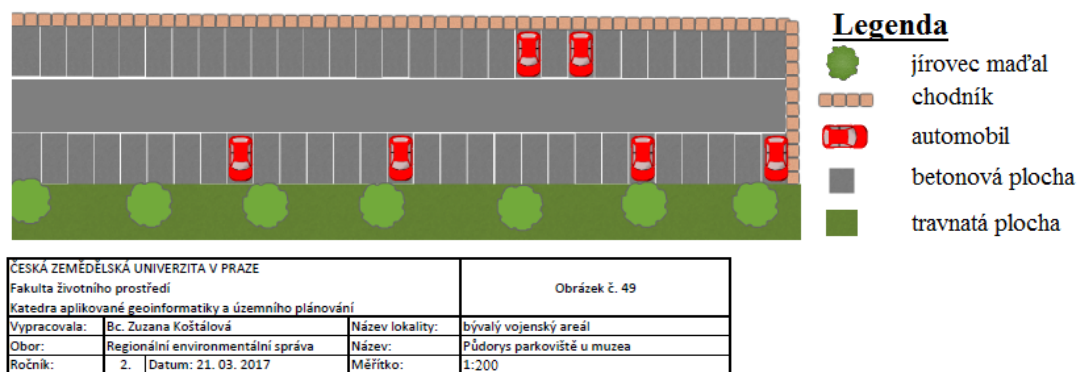 Legenda
jírovec maďal
chodník
automobil
betonová plocha
travnatá plocha
ČESKÁ ZEMĚDĚLSKÁ UNIVERZITA V PRAZE
Fakulta životního prostředí
Katedra aplikované geoinformatiky a územního plánování
Obrázek č. 49
Vypracovala: Bc. Zuzana Koštálová Název lokality: bývalý vojenský areál
Obor: Regionální environmentální správa Název: Půdorys parkoviště u muzea
Ročník: 2. Datum: 21. 03. 2017 Měřítko: 1:200